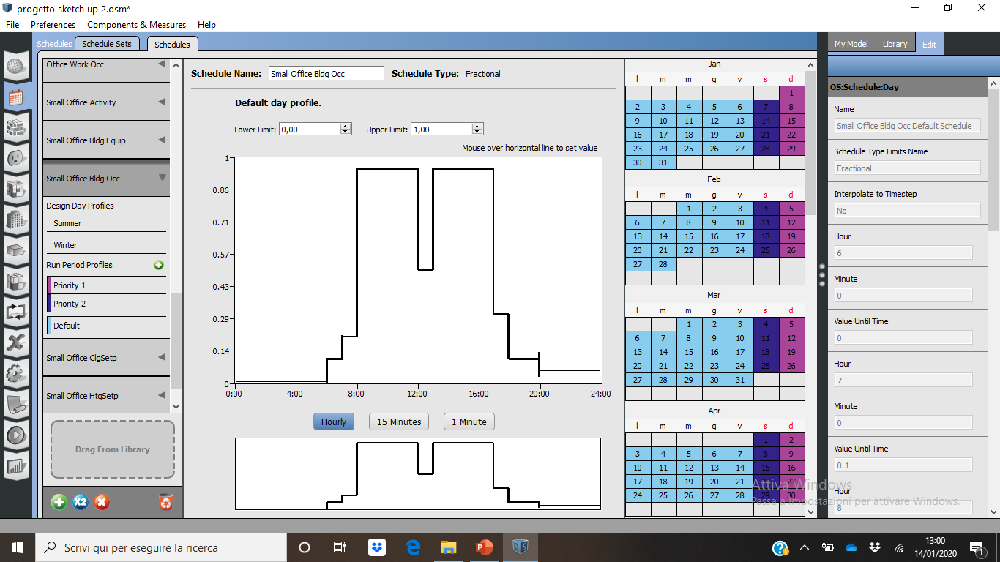 progetto sketch up 2.osm*
File Preferences Components & Measures Help
Schedules Schedule Sets Schedules
My Model Library Edit
Office Work Occ
Small Office Activity
Small Office Bldg Equip
Small Office Bldg Occ
Design Day Profiles
Summer
Winter
Run Period Profiles
Priority 1
Priority 2
Default
Small Office ClgSetp
Small Office HtgSetp
Drag From Library
X2
Schedule Name: Small Office Bldg Occ Schedule Type: Fractional
Default day profile.
Lower Limit: 0,00 Upper Limit: 1,00
Mouse over horizontal line to set value
1
0.86
0.71
0.57
0.43
0.29
0.14
0
0:00 4:00 8:00 12:00 16:00 20:00 24:00
Hourly 15 Minutes 1 Minute
Jan
l m m g v s d
1
2 3 4 5 6 7 8
9 10 11 12 13 14 15
16 17 18 19 20 21 22
23 24 25 26 27 28 29
30 31
Feb
l m m g v s d
1 2 3 4 5
6 7 8 9 10 11 12
13 14 15 16 17 18 19
20 21 22 23 24 25 26
27 28
Mar
l m m g v s d
1 2 3 4 5
6 7 8 9 10 11 12
13 14 15 16 17 18 19
20 21 22 23 24 25 26
27 28 29 30 31
Apr
l m m g v s d
1 2
3 4 5 6 7 8 9
10 11 12 13 14 15 16
17 18 19 20 21 22 23
24 25 26 27 28 29 30
OS:Schedule:Day
Name
Small Office Bldg Occ Default Schedule
Schedule Type Limits Name
Fractional
Interpolate to Timestep
No
Hour
6
Minute
0
Value Until Time
0
Hour
7
Minute
0
Value Until Time
0.1
Hour
8
Attiva Windows
Passa a impostazioni per attivare Windows.
Scrivi qui per eseguire la ricerca
13:00
14/01/2020
1